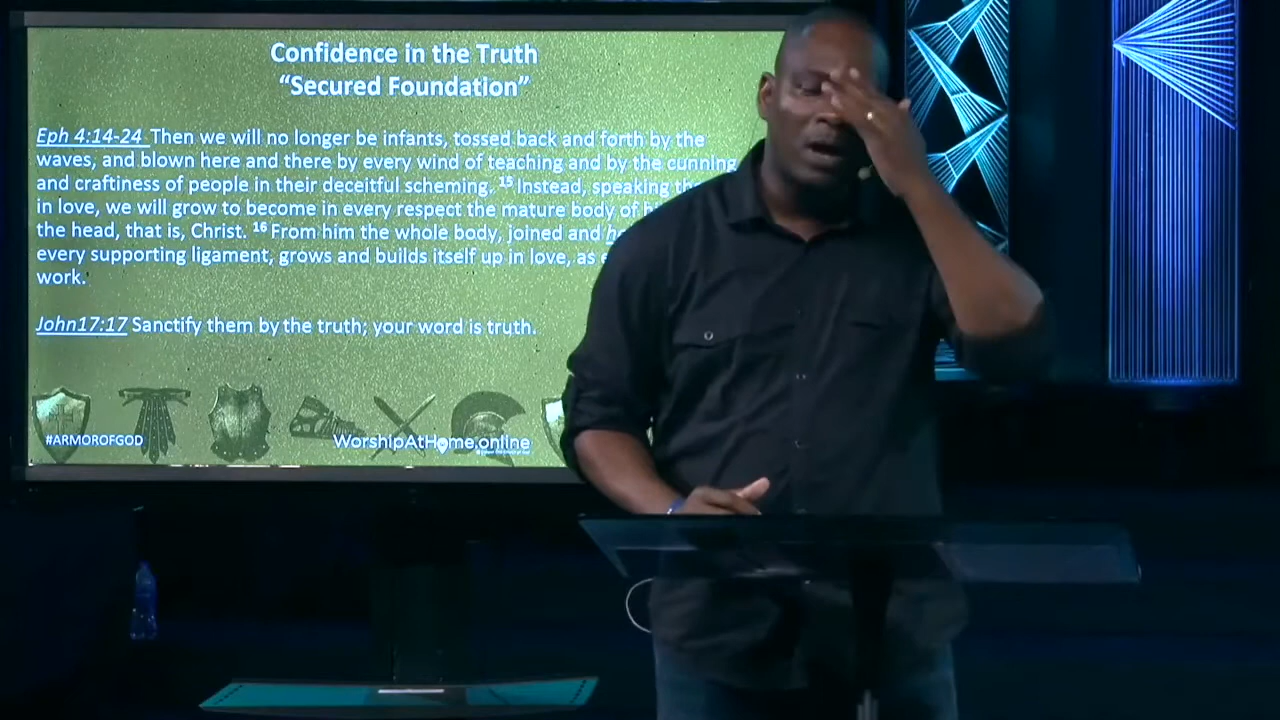 Confidence in the Truth
“Secured Foundation”
Eph 4:14-24 Then we will no longer be infants, tossed back and forth by the
waves, and blown here and there by every wind of teaching and by the cunning
and craftiness of people in their deceitful scheming. 15 Instead, speaking
in love, we will grow to become in every respect the mature body of
the head, that is, Christ. 16 From him the whole body, joined and
every supporting ligament, grows and builds itself up in love, as
work.
John17:17 Sanctify them by the truth; your word is truth.
#ARMOROFGOD
WorshipAtHome.online